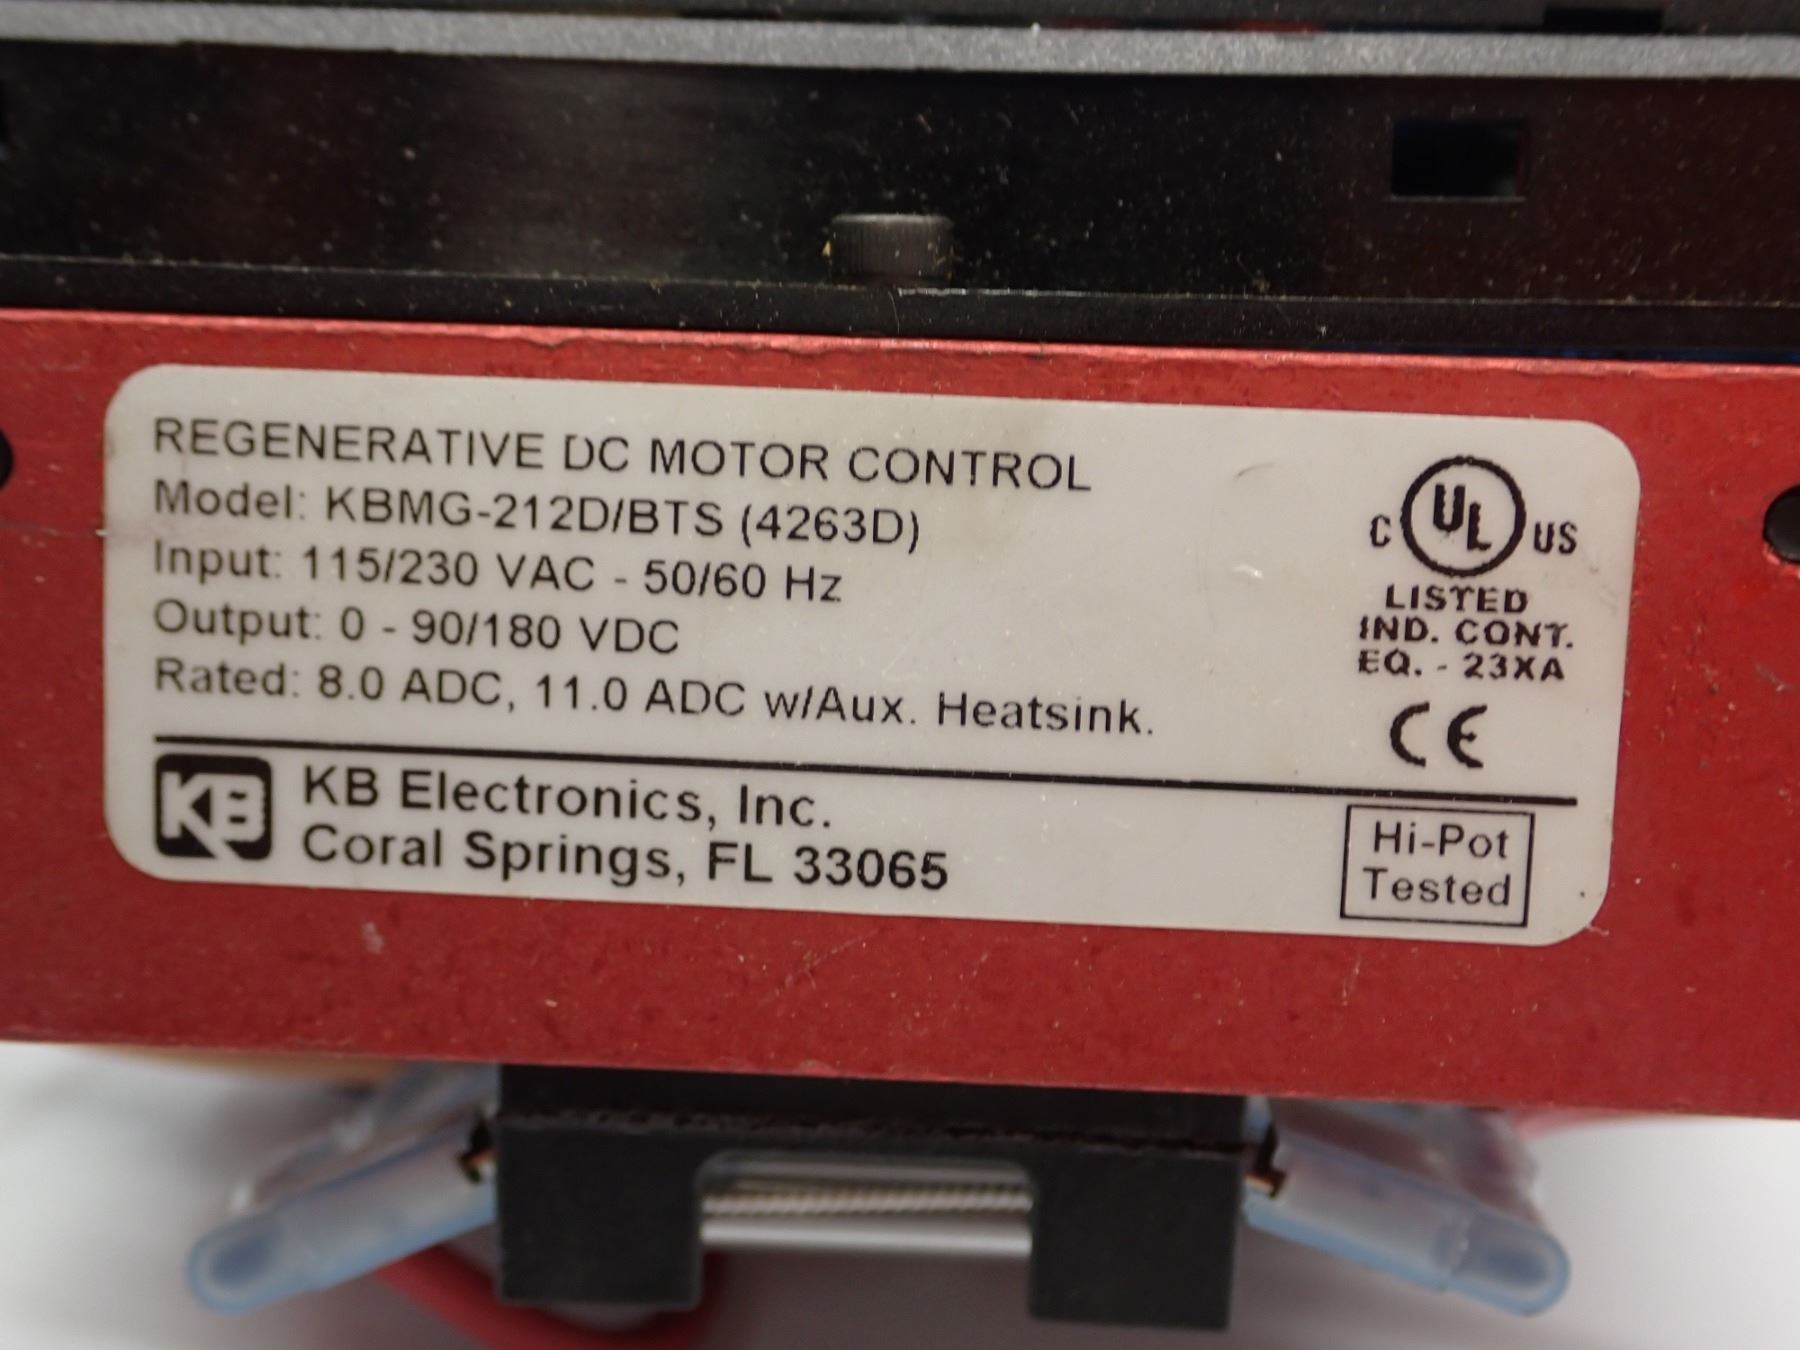 REGENERATIVE DC MOTOR CONTROL
Model: KBMG-212D/BTS (4263D)
Input: 115/230 VAC - 50/60 Hz
Output: 0 - 90/180 VDC
Rated: 8.0 ADC, 11.0 ADC w/Aux. Heatsink.
C UL US
LISTED
IND. CONT.
EQ. - 23XA
CE
KB
KB Electronics, Inc.
Coral Springs, FL 33065
Hi-Pot
Tested